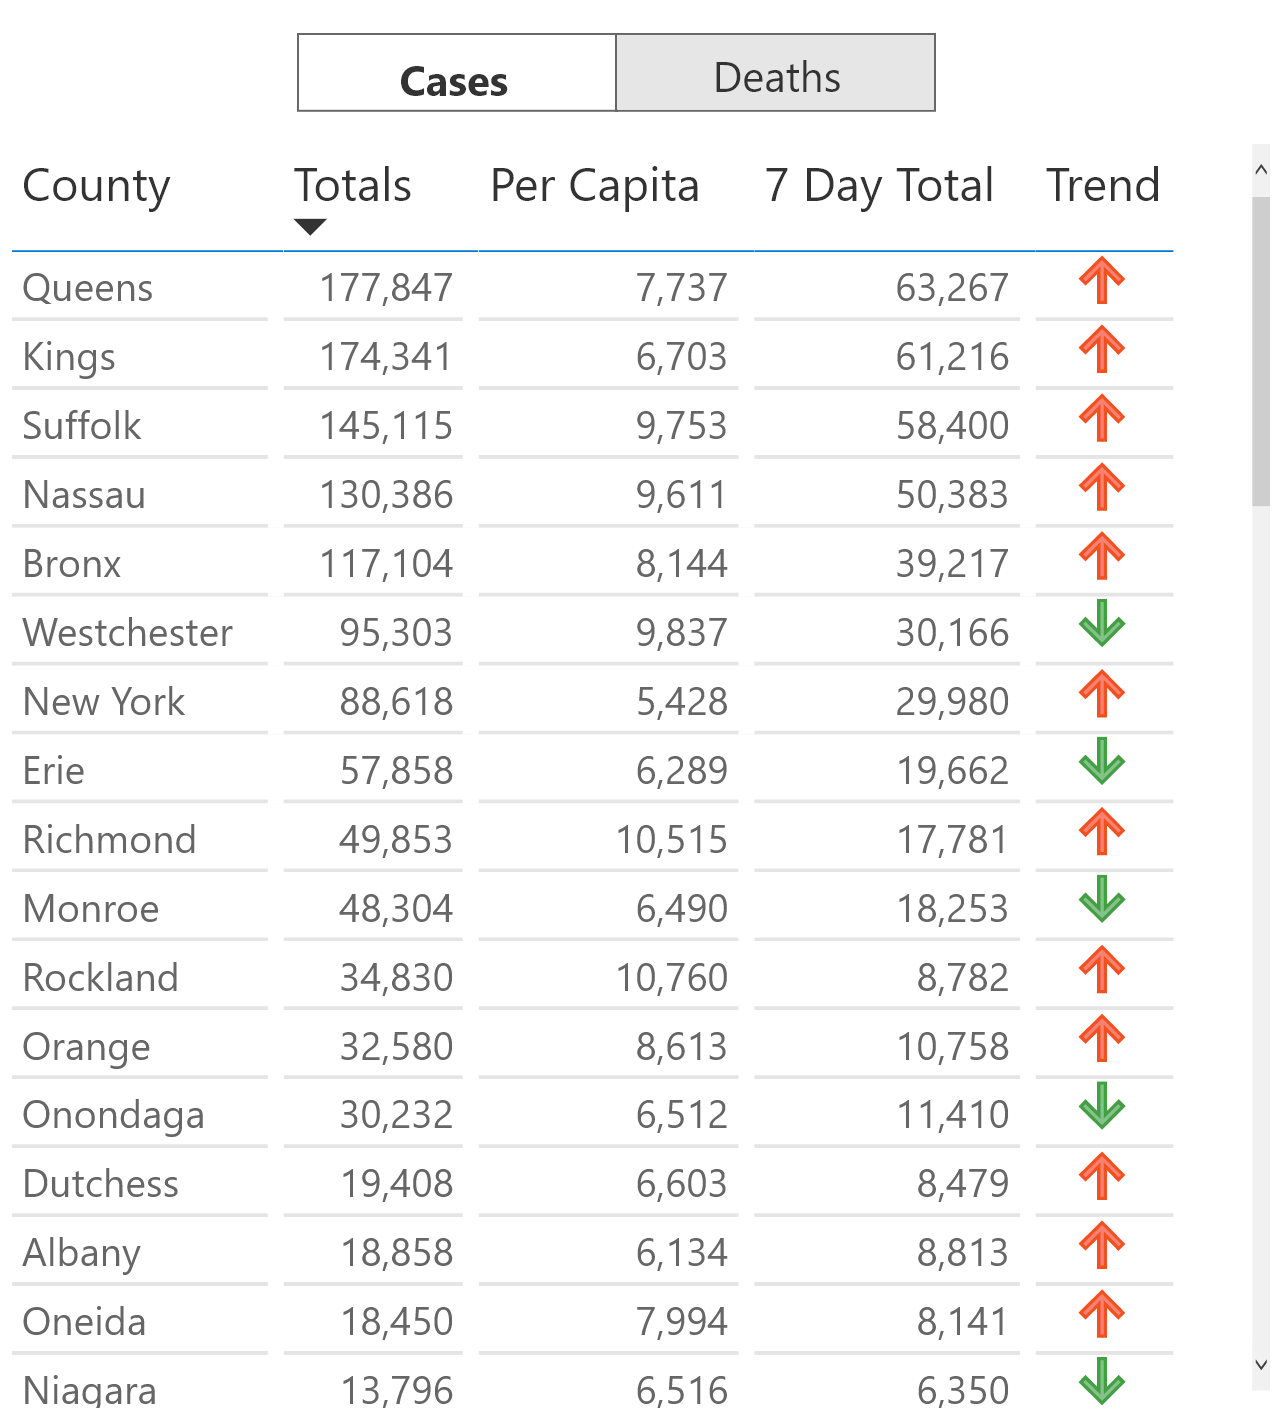 Cases Deaths
County Totals Per Capita 7 Day Total Trend
Queens 177,847 7,737 63,267
Kings 174,341 6,703 61,216
Suffolk 145,115 9,753 58,400
Nassau 130,386 9,611 50,383
Bronx 117,104 8,144 39,217
Westchester 95,303 9,837 30,166
New York 88,618 5,428 29,980
Erie 57,858 6,289 19,662
Richmond 49,853 10,515 17,781
Monroe 48,304 6,490 18,253
Rockland 34,830 10,760 8,782
Orange 32,580 8,613 10,758
Onondaga 30,232 6,512 11,410
Dutchess 19,408 6,603 8,479
Albany 18,858 6,134 8,813
Oneida 18,450 7,994 8,141
Niagara 13,796 6,516 6,350